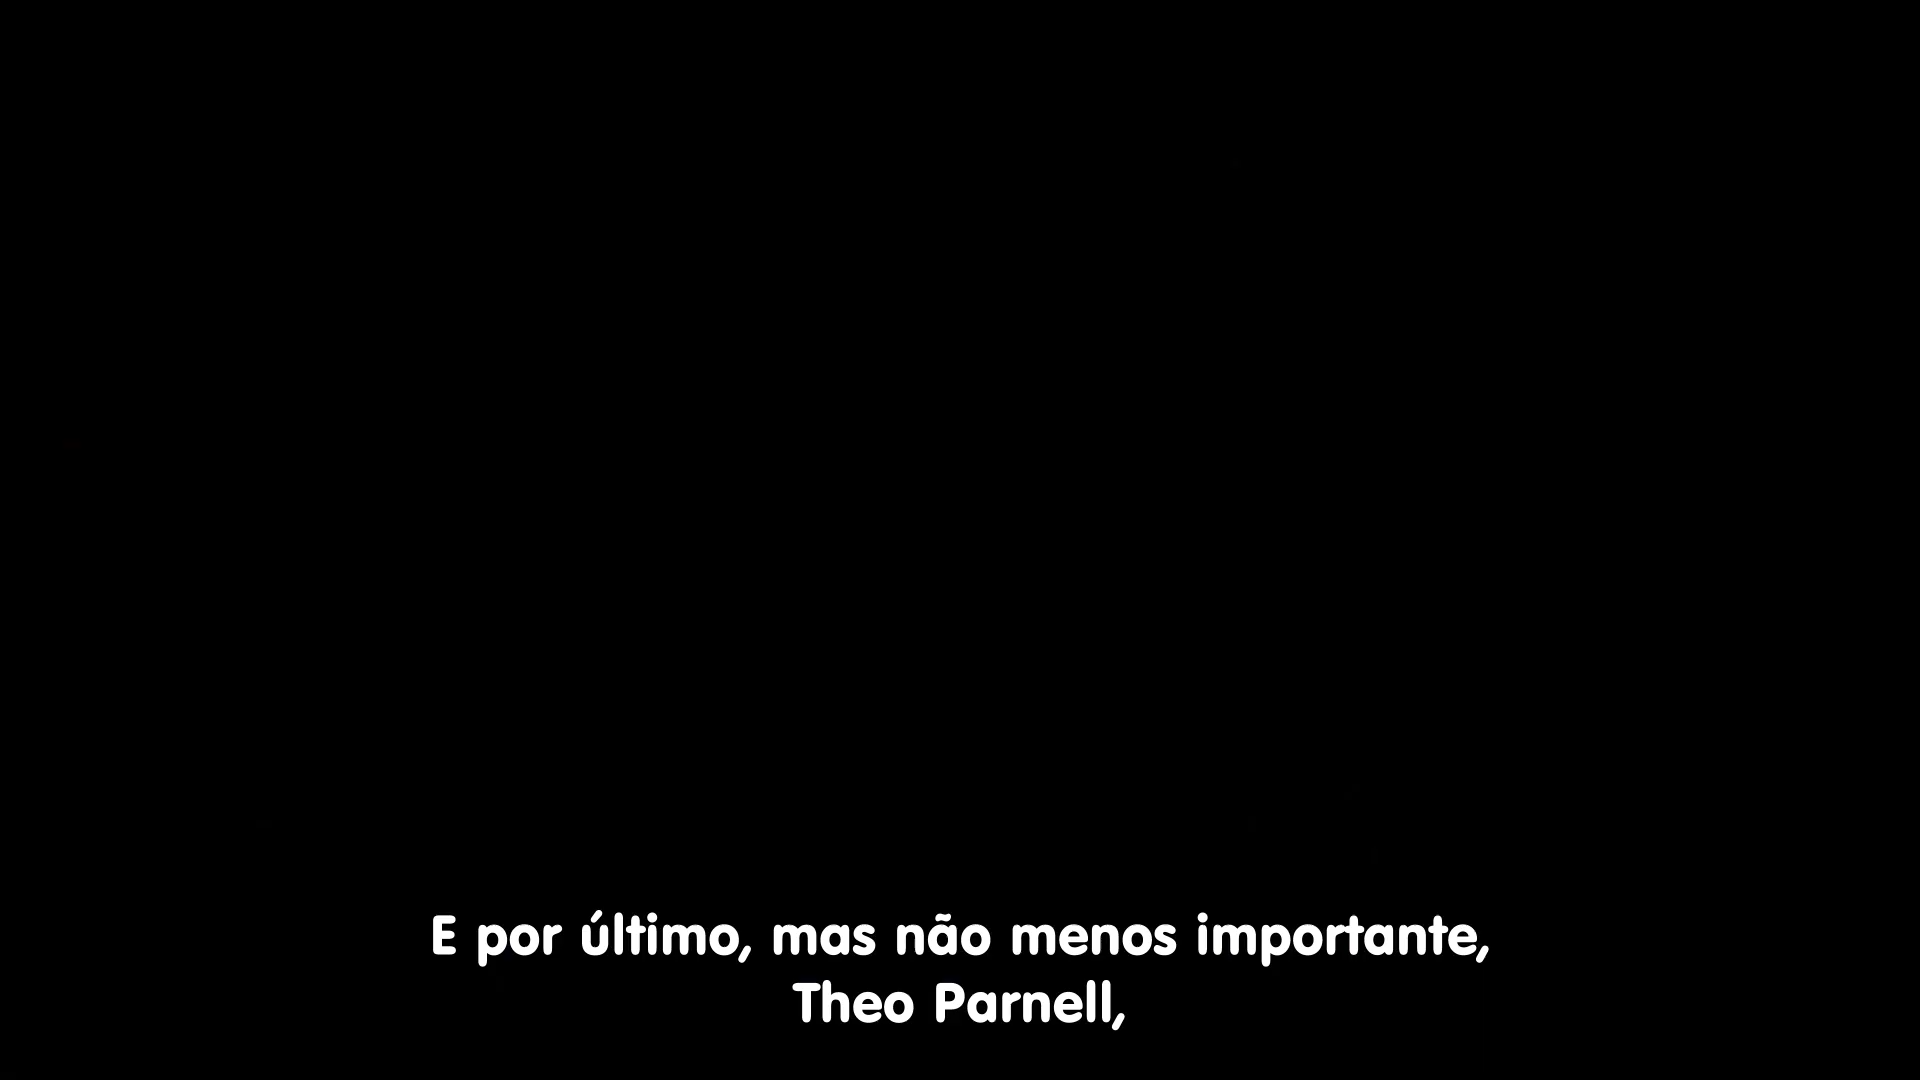 E por último, mas não menos importante,
Theo Parnell,